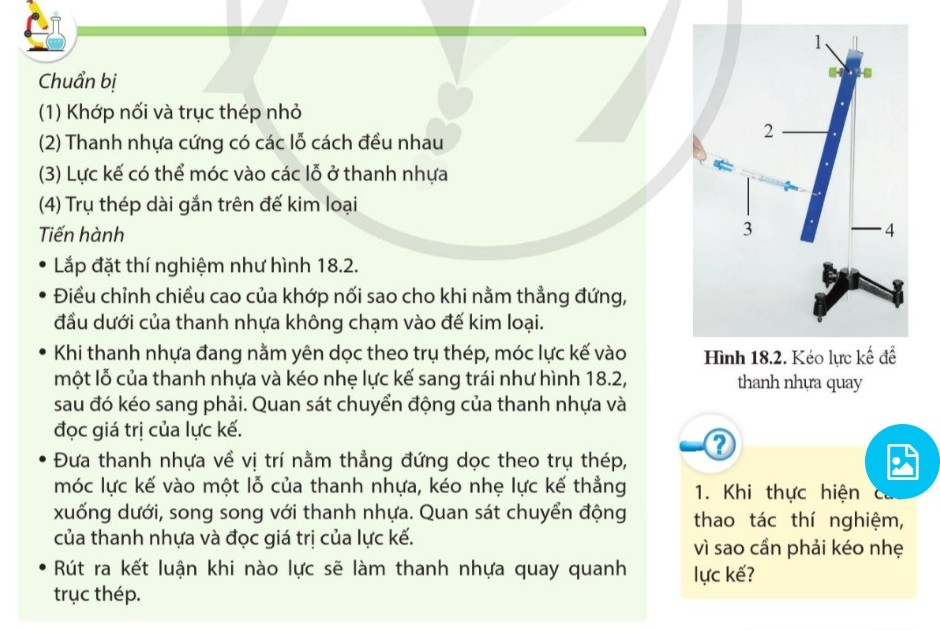 Chuẩn bị
(1) Khớp nối và trục thép nhỏ
(2) Thanh nhựa cứng có các lỗ cách đều nhau
(3) Lực kế có thể móc vào các lỗ ở thanh nhựa
(4) Trụ thép dài gắn trên đế kim loại
Tiến hành
• Lắp đặt thí nghiệm như hình 18.2.
• Điều chỉnh chiều cao của khớp nối sao cho khi nằm thẳng đứng,
đầu dưới của thanh nhựa không chạm vào đế kim loại.
• Khi thanh nhựa đang nằm yên dọc theo trụ thép, móc lực kế vào
một lỗ của thanh nhựa và kéo nhẹ lực kế sang trái như hình 18.2,
sau đó kéo sang phải. Quan sát chuyển động của thanh nhựa và
đọc giá trị của lực kế.
• Đưa thanh nhựa về vị trí nằm thẳng đứng dọc theo trụ thép,
móc lực kế vào một lỗ của thanh nhựa, kéo nhẹ lực kế thẳng
xuống dưới, song song với thanh nhựa. Quan sát chuyển động
của thanh nhựa và đọc giá trị của lực kế.
• Rút ra kết luận khi nào lực sẽ làm thanh nhựa quay quanh
trục thép.
1
2
3
4
Hình 18.2. Kéo lực kế để
thanh nhựa quay
?
1. Khi thực hiện
thao tác thí nghiệm,
vì sao cần phải kéo nhẹ
lực kế?